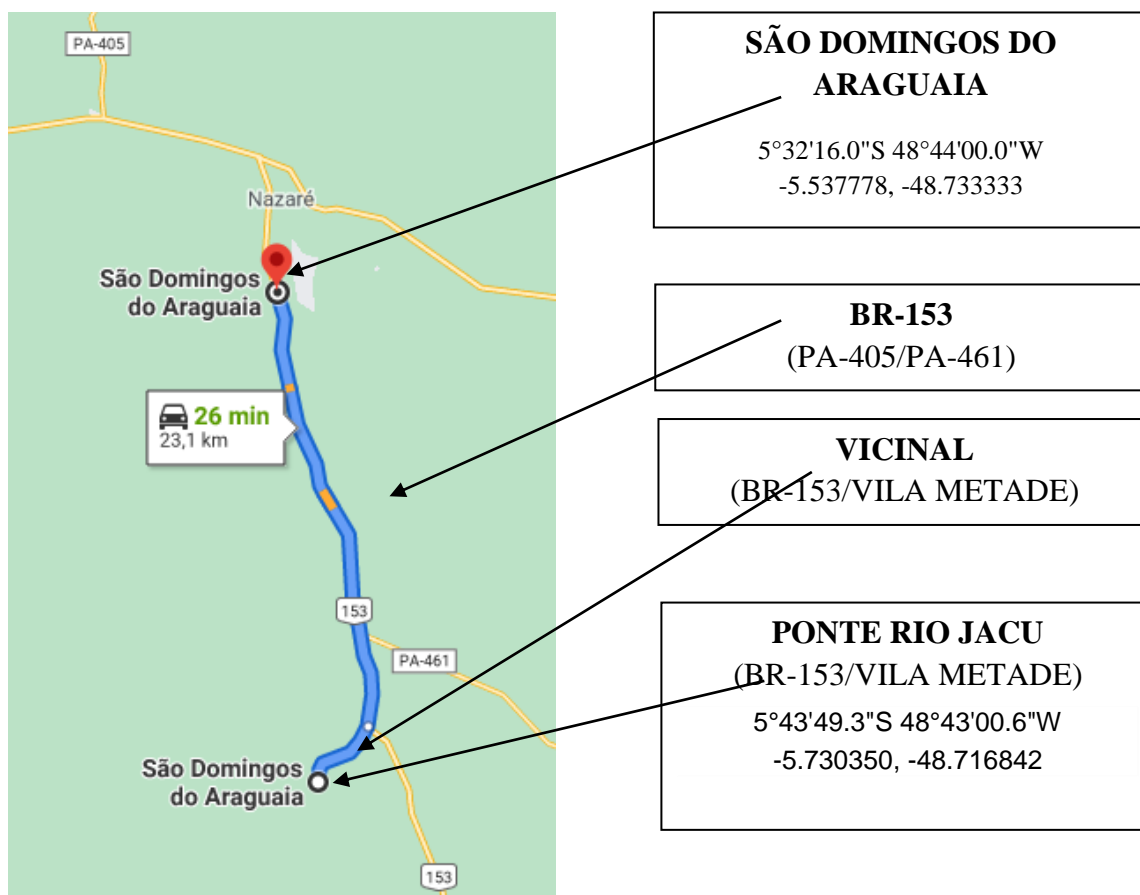 PA-405
Nazaré
São Domingos
do Araguaia
26 min
23,1 km
153
PA-461
São Domingos
do Araguaia
153
SÃO DOMINGOS DO
ARAGUAIA
5°32'16.0"S 48°44'00.0"W
-5.537778, -48.733333
BR-153
(PA-405/PA-461)
VICINAL
(BR-153/VILA METADE)
PONTE RIO JACU
(BR-153/VILA METADE)
5°43'49.3"S 48°43'00.6"W
-5.730350, -48.716842